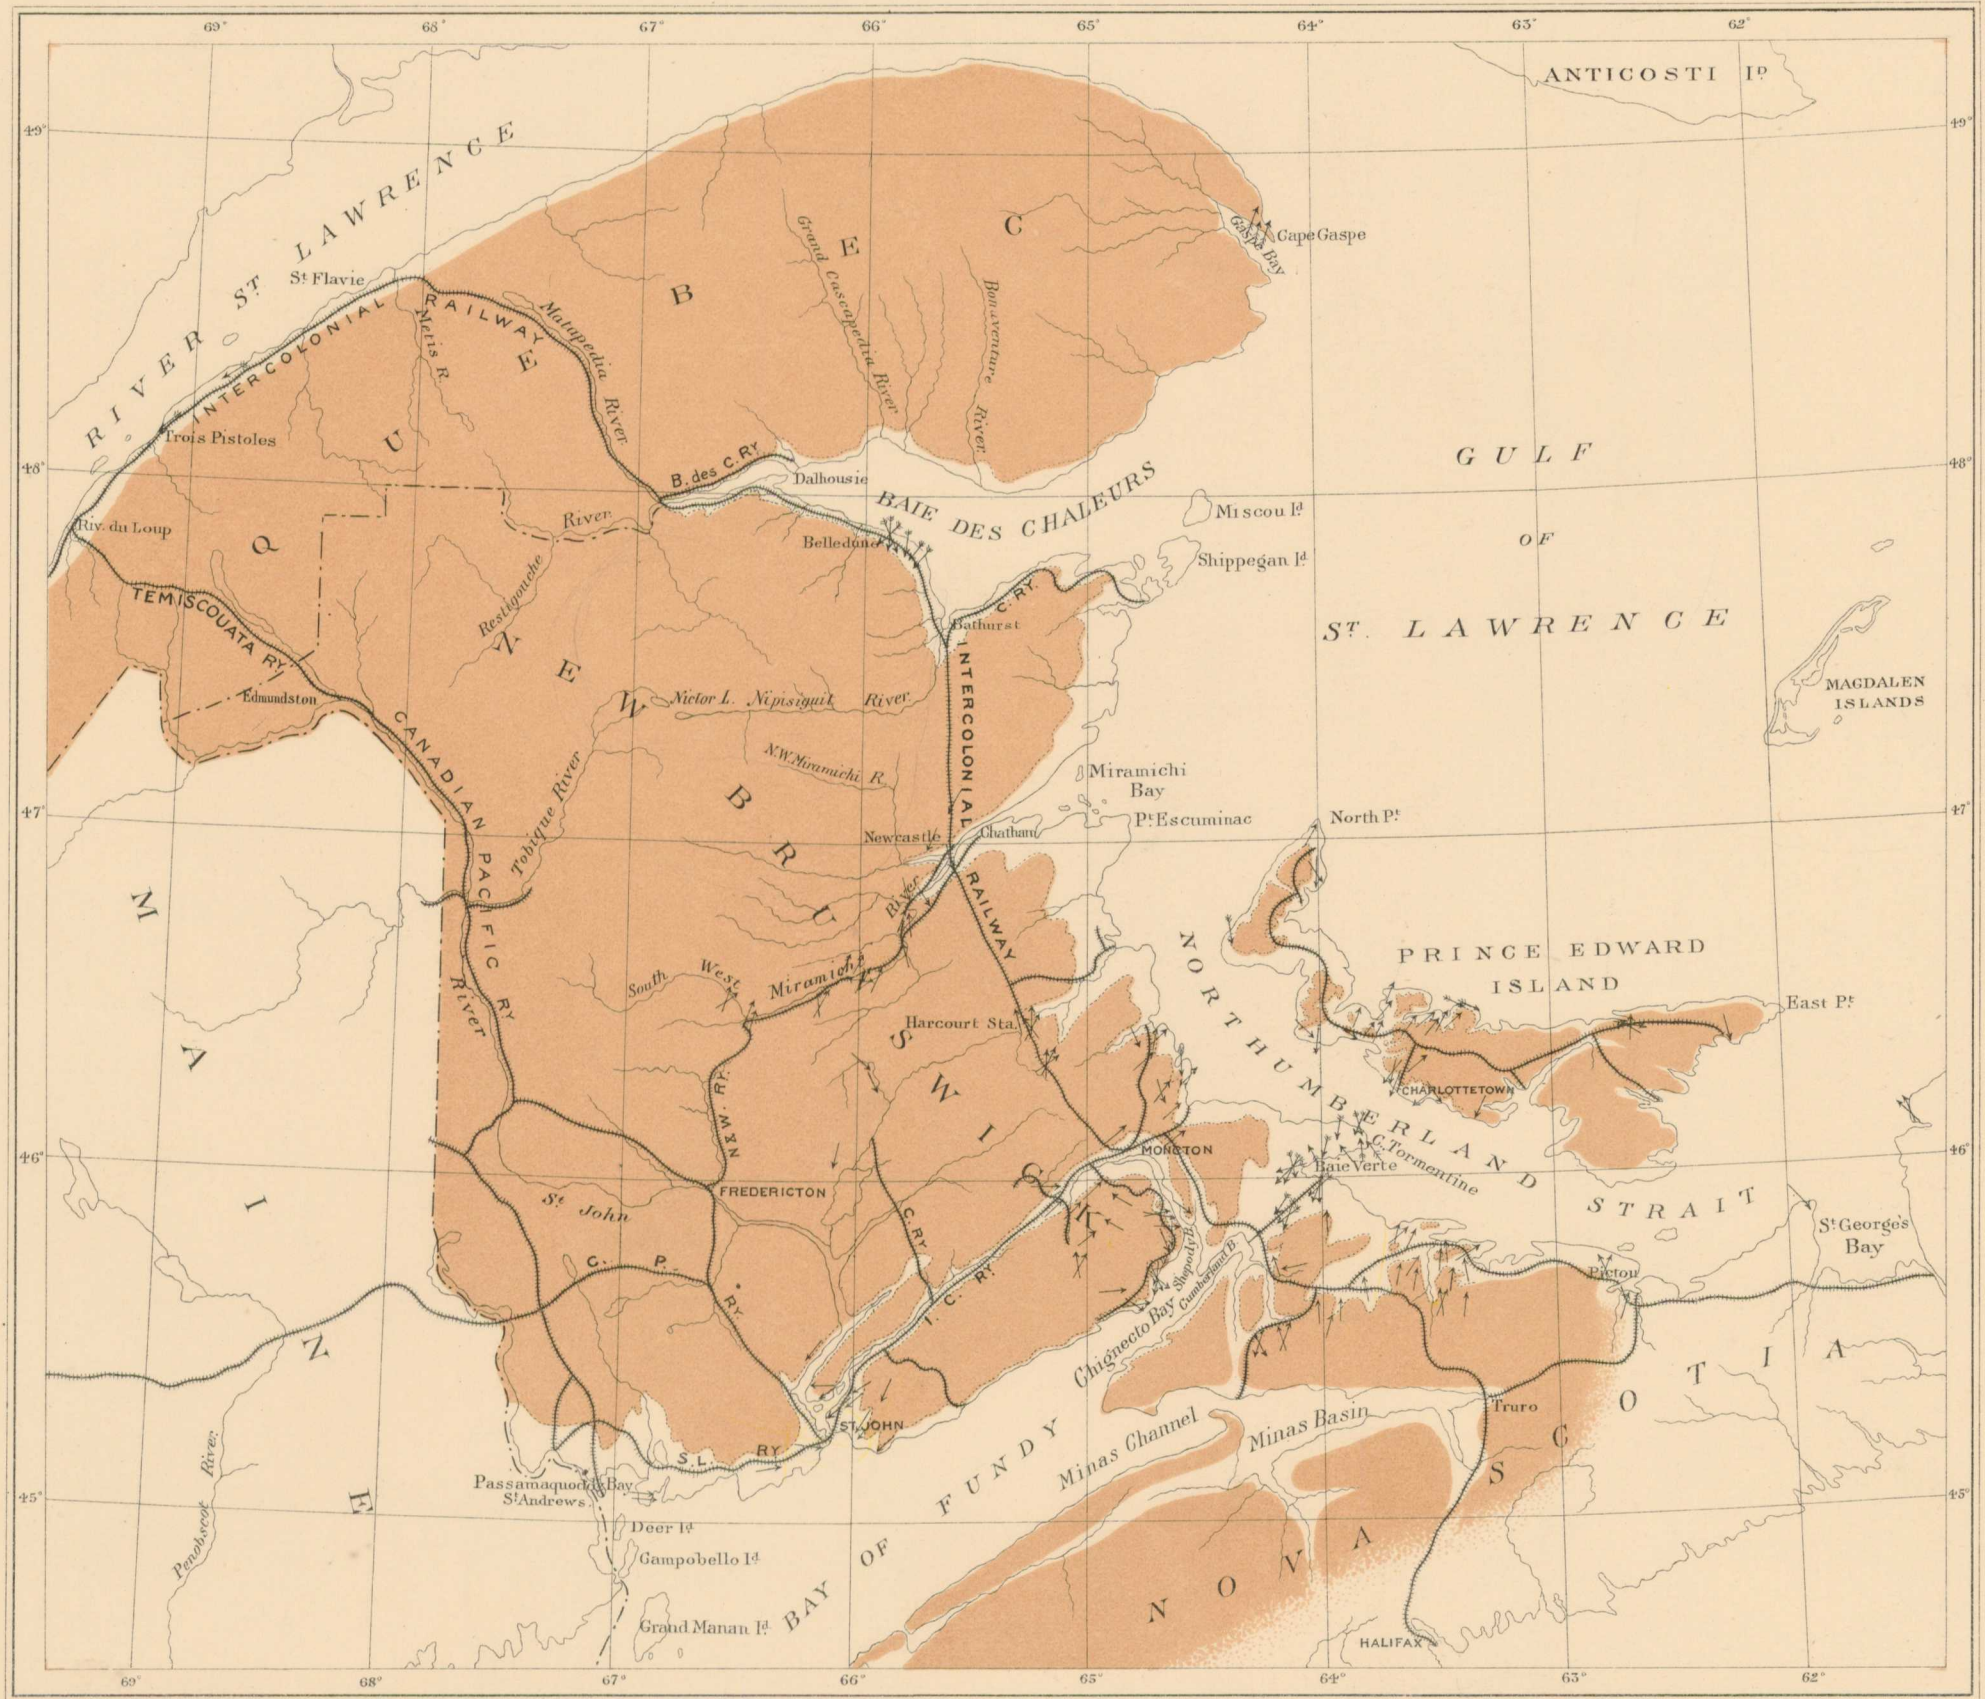 69° 68° 67° 66° 65° 64° 63° 62°
ANTICOSTI Iᴰ
49° 49°
RIVER Sᵀ LAWRENCE
Cape Gaspe
Gaspe Bay
QUEBEC
Grand Cascapedia River
Bonaventure River
Sᵗ Flavie
INTERCOLONIAL RAILWAY
Metis R.
Matapedia River
Trois Pistoles
48° 48°
B. des C. RY
Dalhousie
BAIE DES CHALEURS
GULF
OF
Sᵀ. LAWRENCE
Miscou Iᵈ
Shippegan Iᵈ
Riv. du Loup
River
Restigouche
Belledune
TEMISCOUATA RY
C. RY.
Bathurst
Edmundston
NEW BRUNSWICK
Nictor L. Nipisiguit River
INTERCOLONIAL RAILWAY
MAGDALEN
ISLANDS
CANADIAN PACIFIC RY
Tobique River
N.W. Miramichi R.
Miramichi
Bay
47° 47°
Newcastle
Chatham
Pᵗ Escuminac
North Pᵗ
MAINE
River
South West Miramichi
River
NORTHUMBERLAND STRAIT
PRINCE EDWARD
ISLAND
East Pᵗ
Harcourt Sta.
CHARLOTTETOWN
N & W. RY.
46° 46°
MONCTON
C. Tormentine
Baie Verte
FREDERICTON
Sᵗ John
C. RY
Shepody B.
Cumberland B.
Sᵗ George's
Bay
C. P. RY
I. C. RY.
Pictou
Chignecto Bay
Sᵀ JOHN
Truro
Minas Channel
Minas Basin
S.L. RY
Passamaquoddy Bay
Sᵗ Andrews
45° 45°
Deer Iᵈ
Campobello Iᵈ
Penobscot River
BAY OF FUNDY
NOVA SCOTIA
Grand Manan Iᵈ
HALIFAX
69° 68° 67° 66° 65° 64° 63° 62°